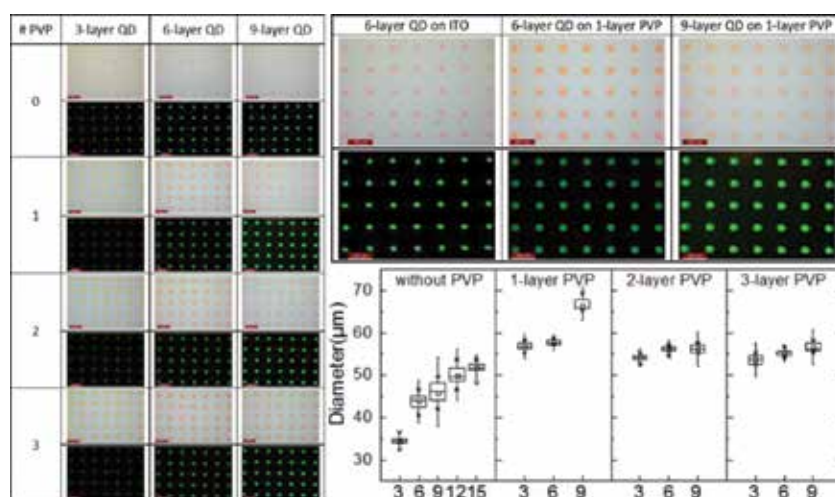 # PVP 3-layer QD 6-layer QD 9-layer QD
0
1
2
3
6-layer QD on ITO 6-layer QD on 1-layer PVP 9-layer QD on 1-layer PVP
without PVP 1-layer PVP 2-layer PVP 3-layer PVP
Diameter(μm)
70
60
50
40
30
3 6 9 12 15 3 6 9 3 6 9 3 6 9